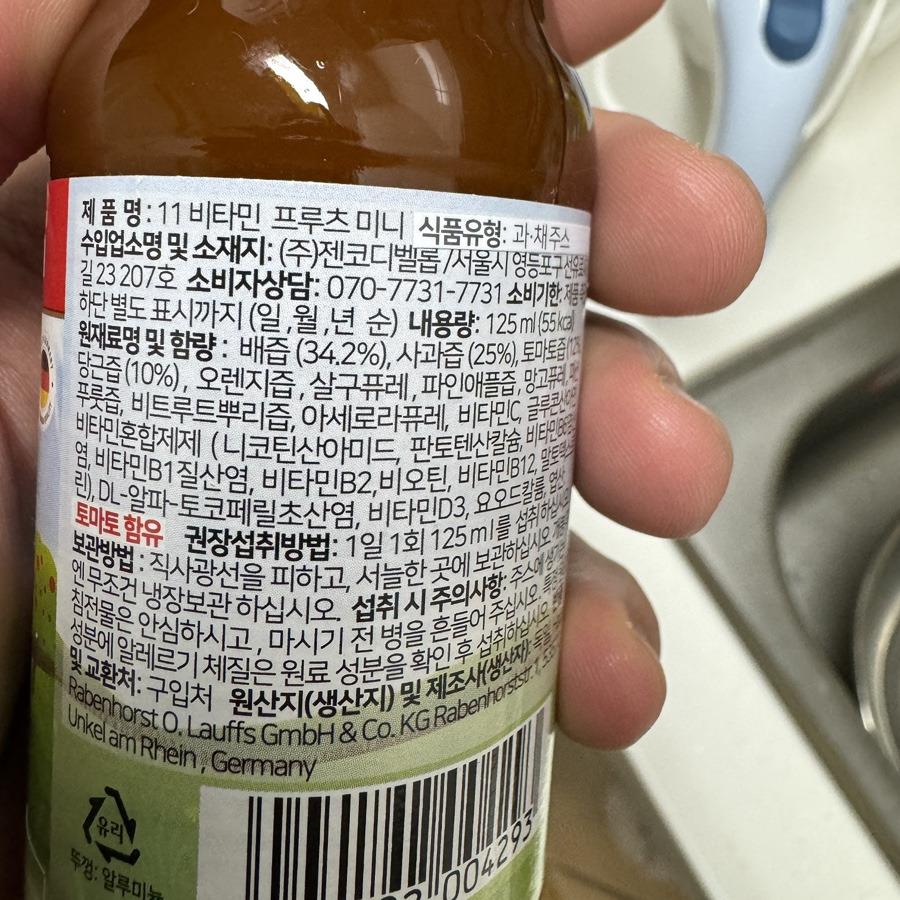 제 품 명 : 11 비타민 프루츠 미니 식품유형: 과·채주스
수입업소명 및 소재지: (주)젠코디벨롭 /서울시 영등포구 선유로
길 23 207호 소비자상담: 070-7731-7731 소비기한: 제품
하단 별도 표시까지 (일 ,월 ,년 순) 내용량: 125 ml (55 kcal)
원재료명 및 함량 : 배즙 (34.2%), 사과즙 (25%), 토마토즙 (12%
당근즙 (10%) , 오렌지즙 , 살구퓨레 , 파인애플즙, 망고퓨레,
푸룻즙, 비트루트뿌리즙, 아세로라퓨레, 비타민C, 글루콘산
비타민혼합제제 ( 니코틴산아미드, 판토텐산칼슘, 비타민B6
염, 비타민B1 질산염, 비타민B2, 비오틴, 비타민B12, 말토덱스트
린), DL-알파-토코페릴초산염, 비타민D3, 요오드칼륨, 엽산
토마토 함유 권장섭취방법: 1일 1회 125 ml 를 섭취 하십시오
보관방법 : 직사광선을 피하고, 서늘한 곳에 보관하십시오.
엔 무조건 냉장보관 하십시오. 섭취 시 주의사항: 주스에 생기는
침전물은 안심하시고 , 마시기 전 병을 흔들어 주십시오.
성분에 알레르기 체질은 원료 성분을 확인 후 섭취하십시오.
및 교환처: 구입처 원산지(생산지) 및 제조사(생산자): 독일
Rabenhorst O. Lauffs GmbH & Co. KG Rabenhorststr. 1,
Unkel am Rhein , Germany
유리
뚜껑: 알루미늄
004293